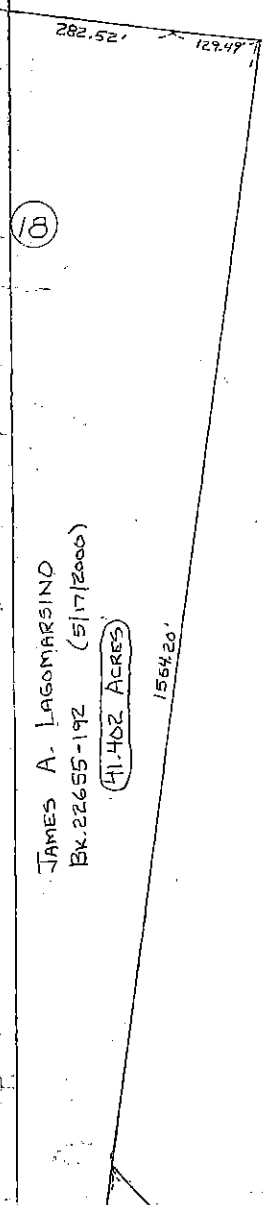 282.52'
129.49'
18
JAMES A. LAGOMARSINO
BK.22655-192 (5/17/2000)
41.402 ACRES
1564.20'